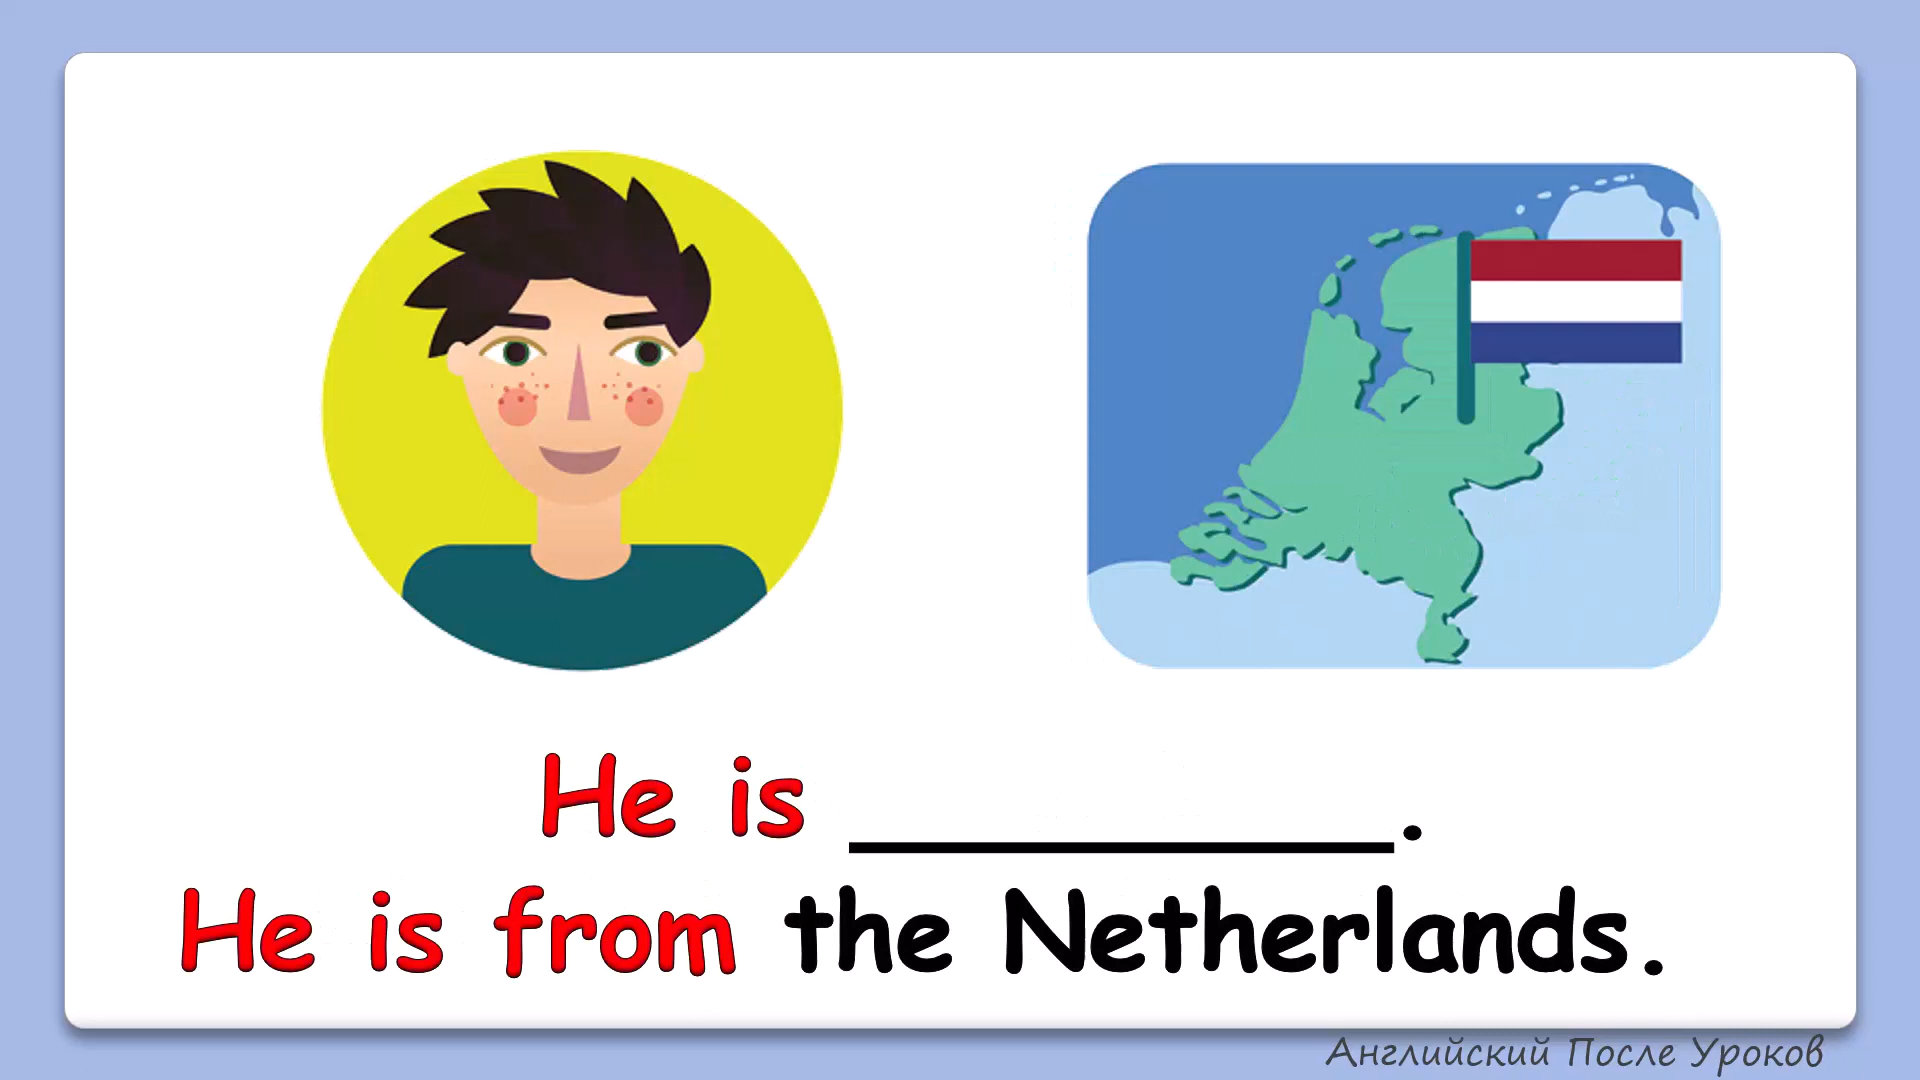 He is ________.
He is from the Netherlands.
Английский После Уроков